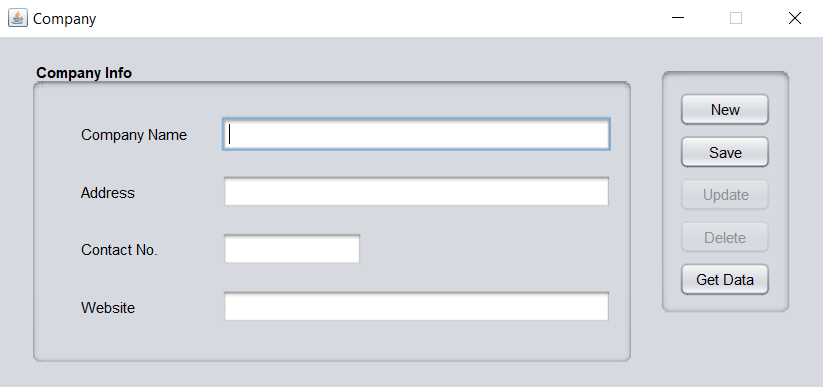 Company
Company Info
Company Name
Address
Contact No.
Website
New
Save
Update
Delete
Get Data